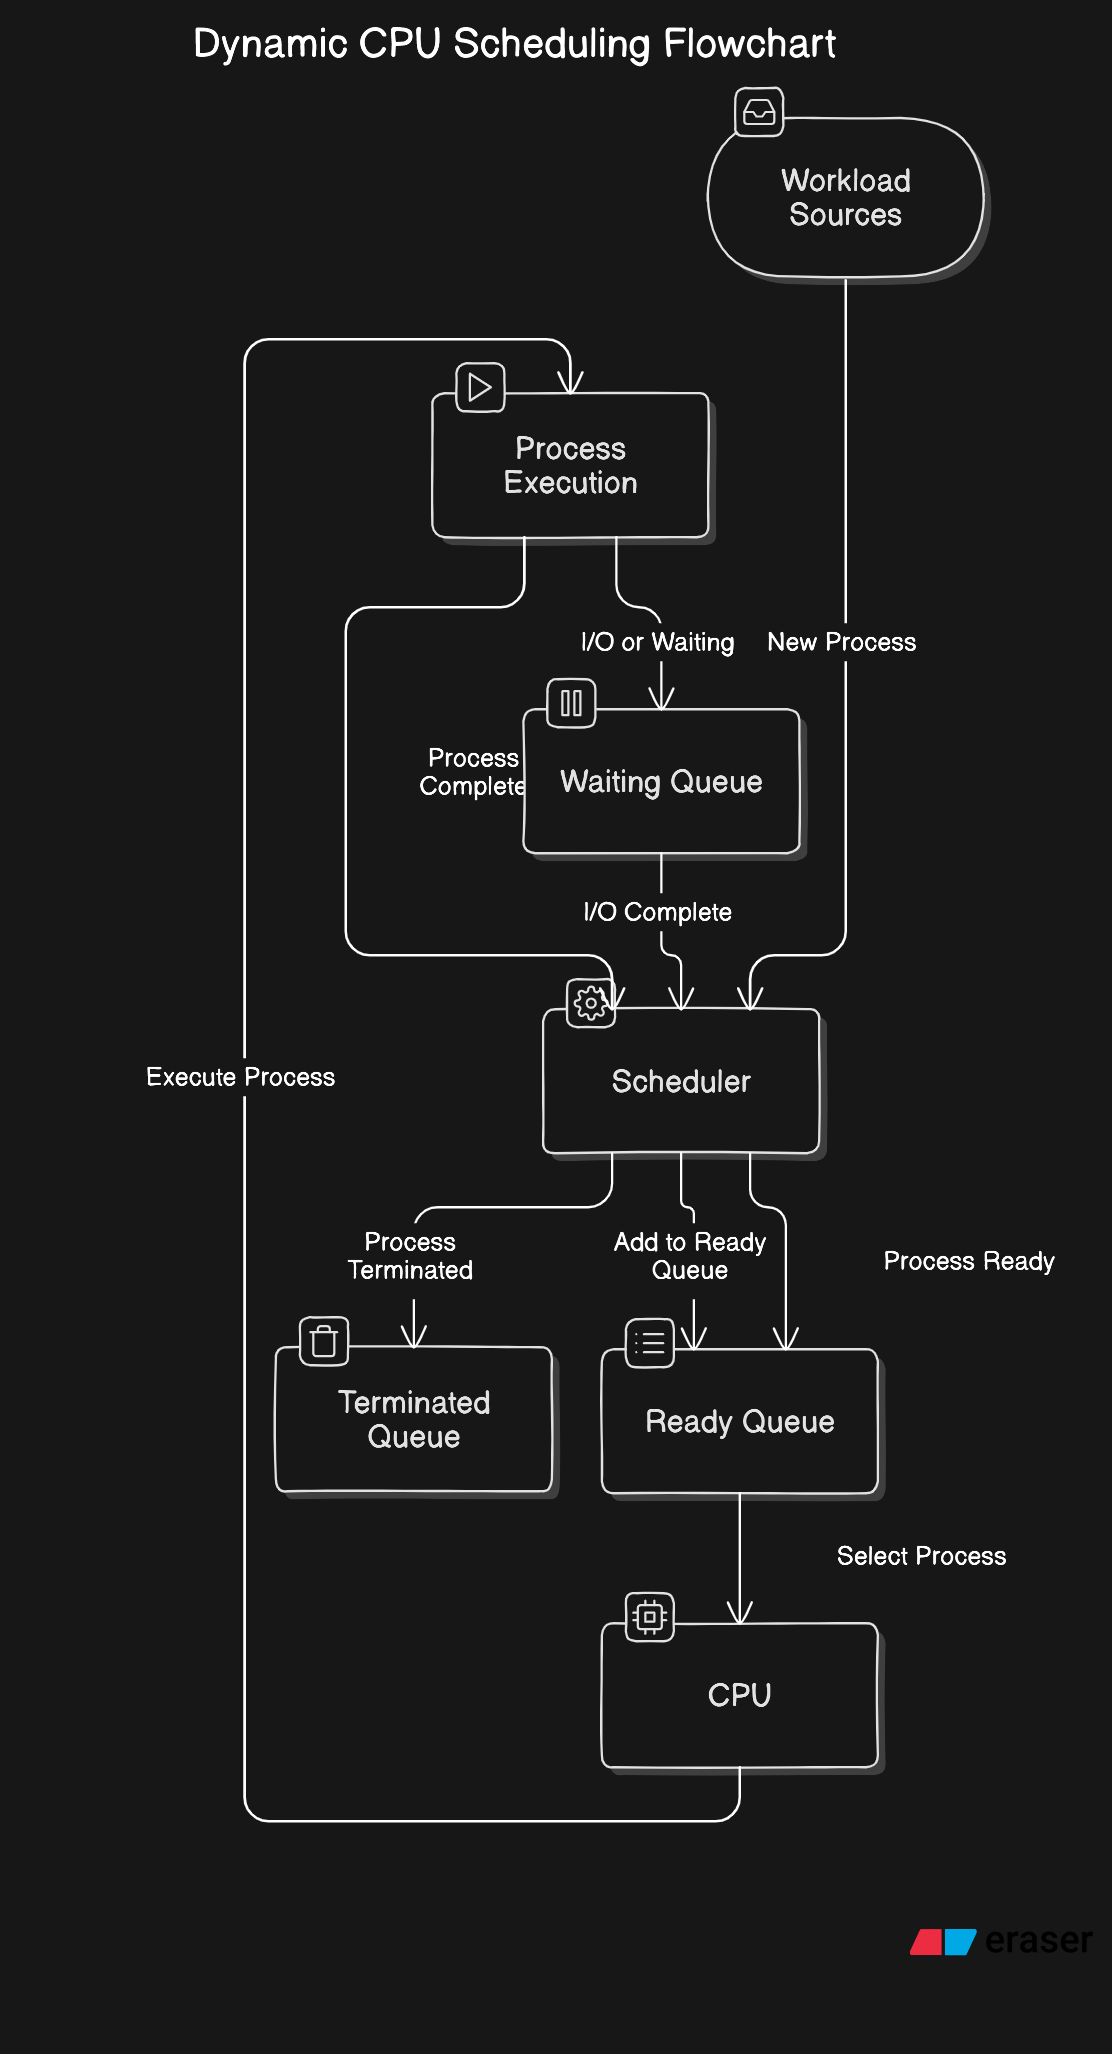 Dynamic CPU Scheduling Flowchart
Workload
Sources
Process
Execution
I/O or Waiting
New Process
Process
Complete
Waiting Queue
I/O Complete
Scheduler
Execute Process
Process
Terminated
Add to Ready
Queue
Process Ready
Terminated
Queue
Ready Queue
Select Process
CPU
eraser